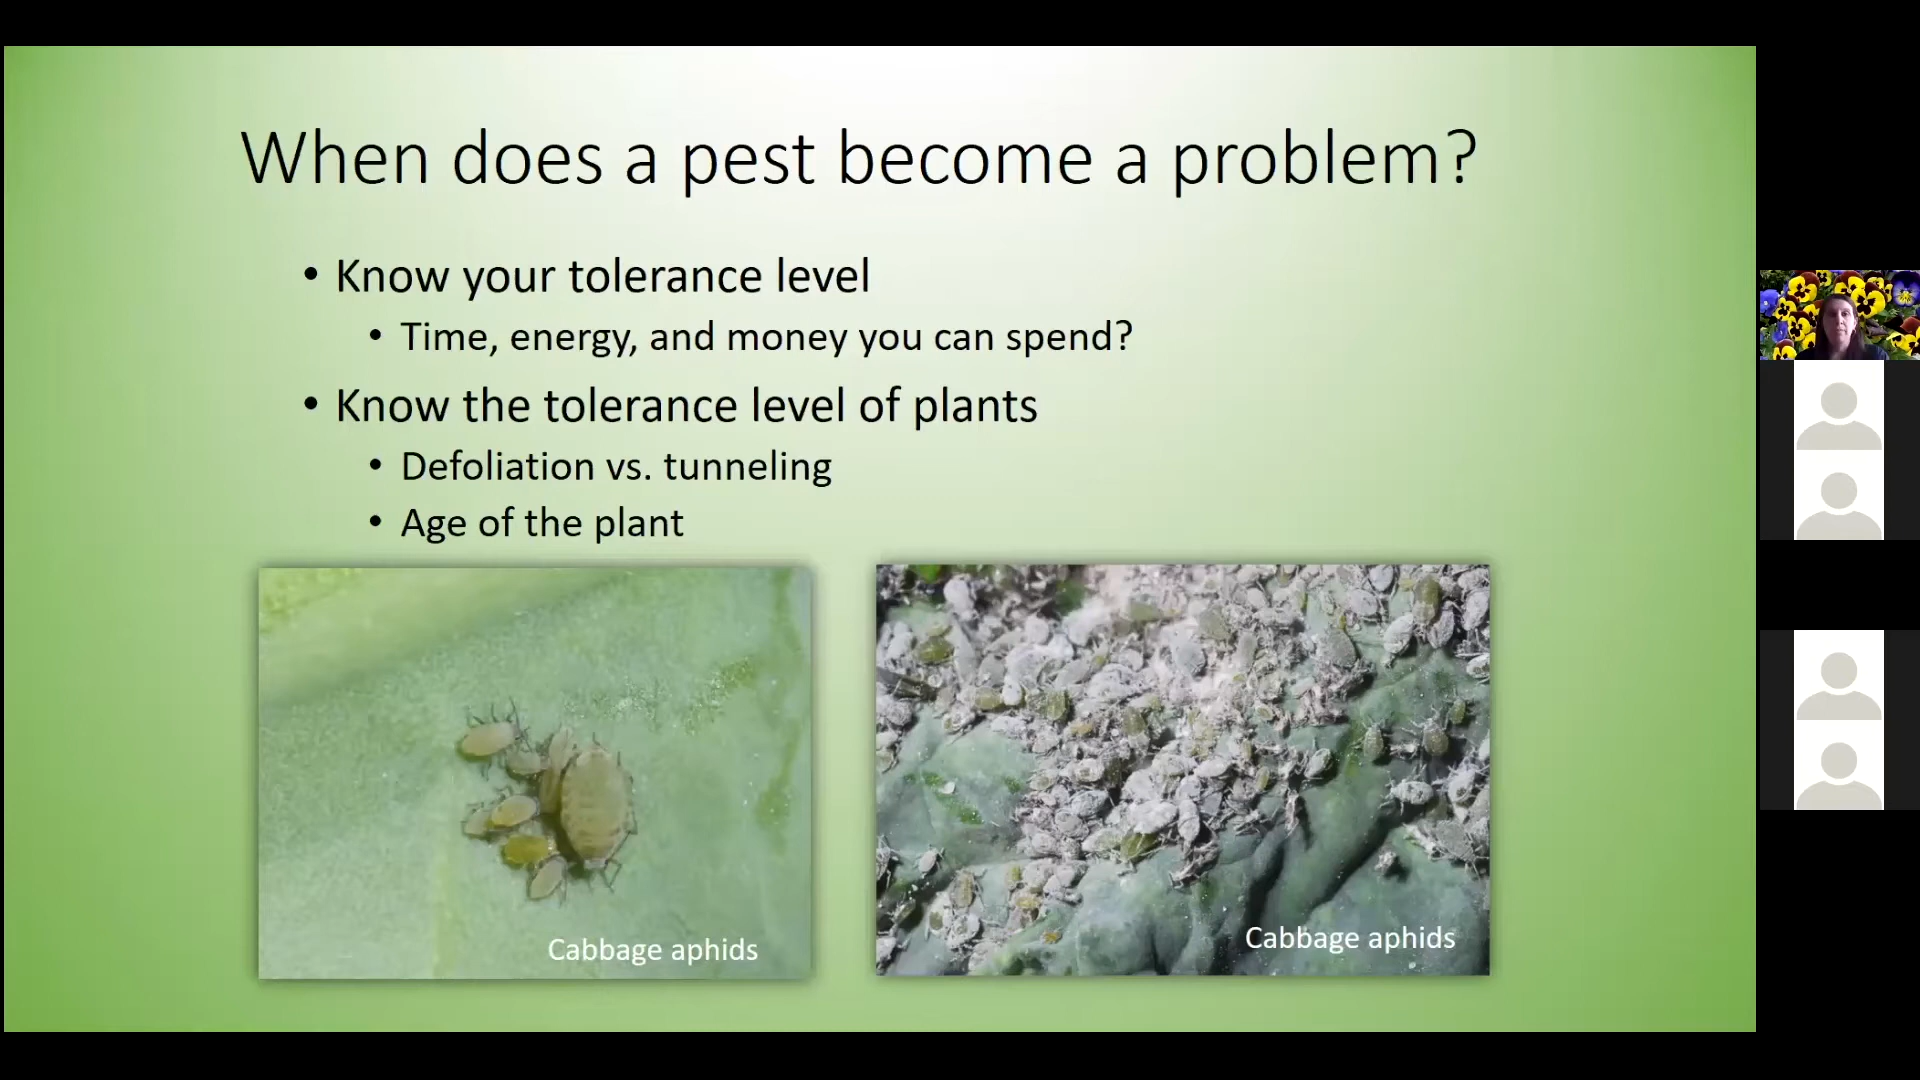 When does a pest become a problem?
• Know your tolerance level
• Time, energy, and money you can spend?
• Know the tolerance level of plants
• Defoliation vs. tunneling
• Age of the plant
Cabbage aphids
Cabbage aphids